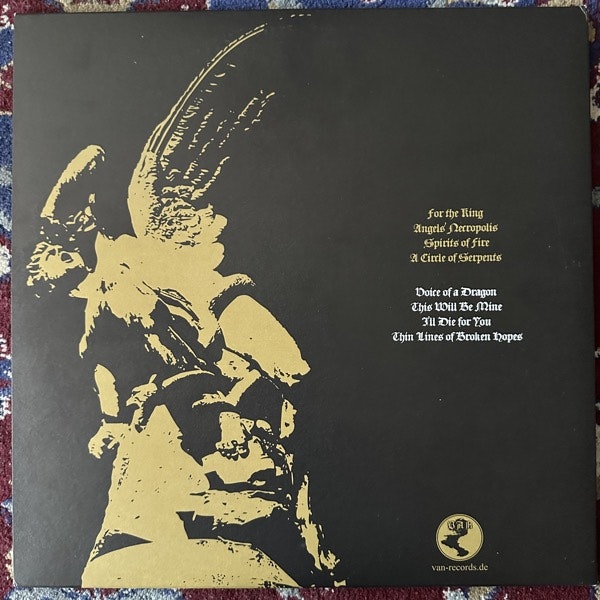 For the King
Angels' Necropolis
Spirits of Fire
A Circle of Serpents
Voice of a Dragon
This Will Be Mine
I'll Die for You
Thin Lines of Broken Hopes
VAN
van-records.de